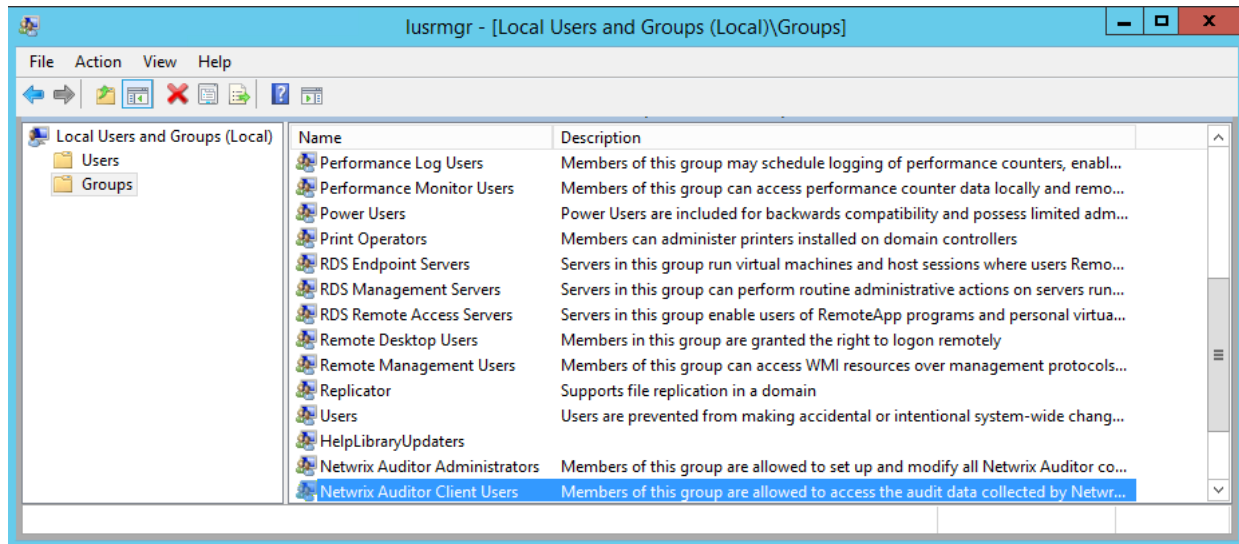 lusrmgr - [Local Users and Groups (Local)\Groups]
File Action View Help
Local Users and Groups (Local)
Users
Groups
Name Description
Performance Log Users Members of this group may schedule logging of performance counters, enabl...
Performance Monitor Users Members of this group can access performance counter data locally and remo...
Power Users Power Users are included for backwards compatibility and possess limited adm...
Print Operators Members can administer printers installed on domain controllers
RDS Endpoint Servers Servers in this group run virtual machines and host sessions where users Remo...
RDS Management Servers Servers in this group can perform routine administrative actions on servers run...
RDS Remote Access Servers Servers in this group enable users of RemoteApp programs and personal virtua...
Remote Desktop Users Members in this group are granted the right to logon remotely
Remote Management Users Members of this group can access WMI resources over management protocols...
Replicator Supports file replication in a domain
Users Users are prevented from making accidental or intentional system-wide chang...
HelpLibraryUpdaters
Netwrix Auditor Administrators Members of this group are allowed to set up and modify all Netwrix Auditor co...
Netwrix Auditor Client Users Members of this group are allowed to access the audit data collected by Netwr...